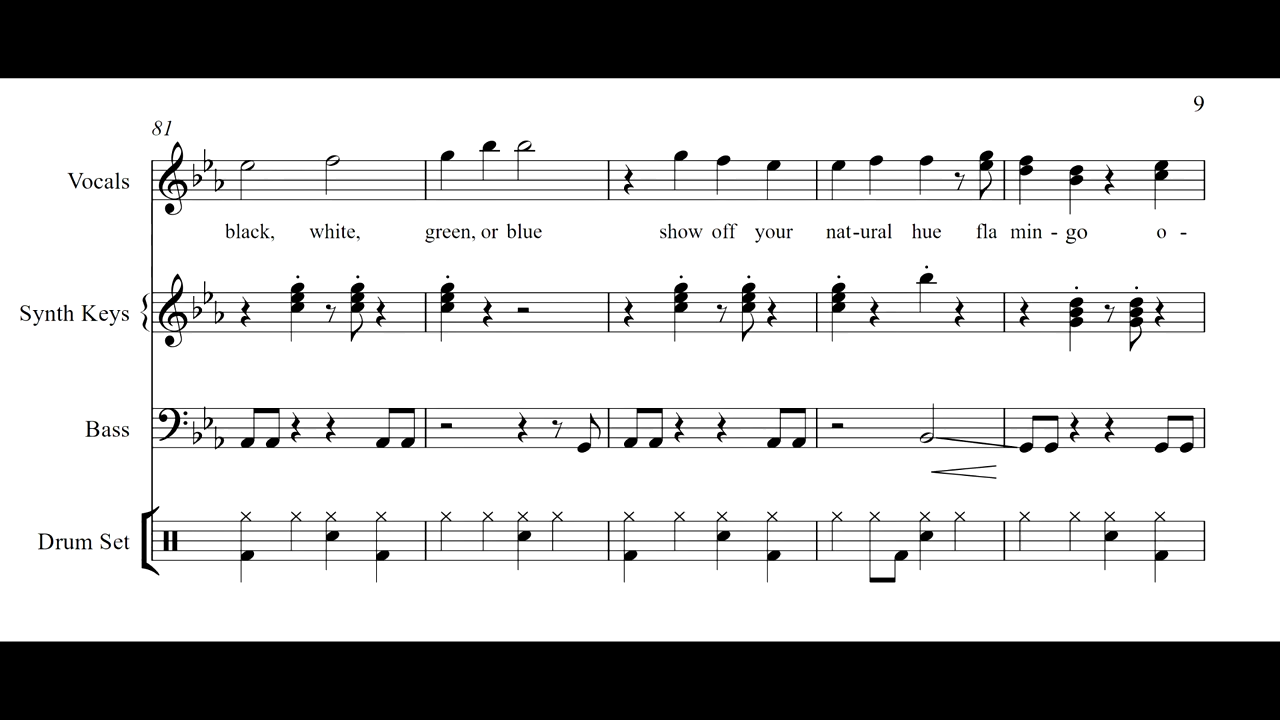 9
81
Vocals
black, white, green, or blue show off your nat-ural hue fla min - go o -
Synth Keys
Bass
Drum Set